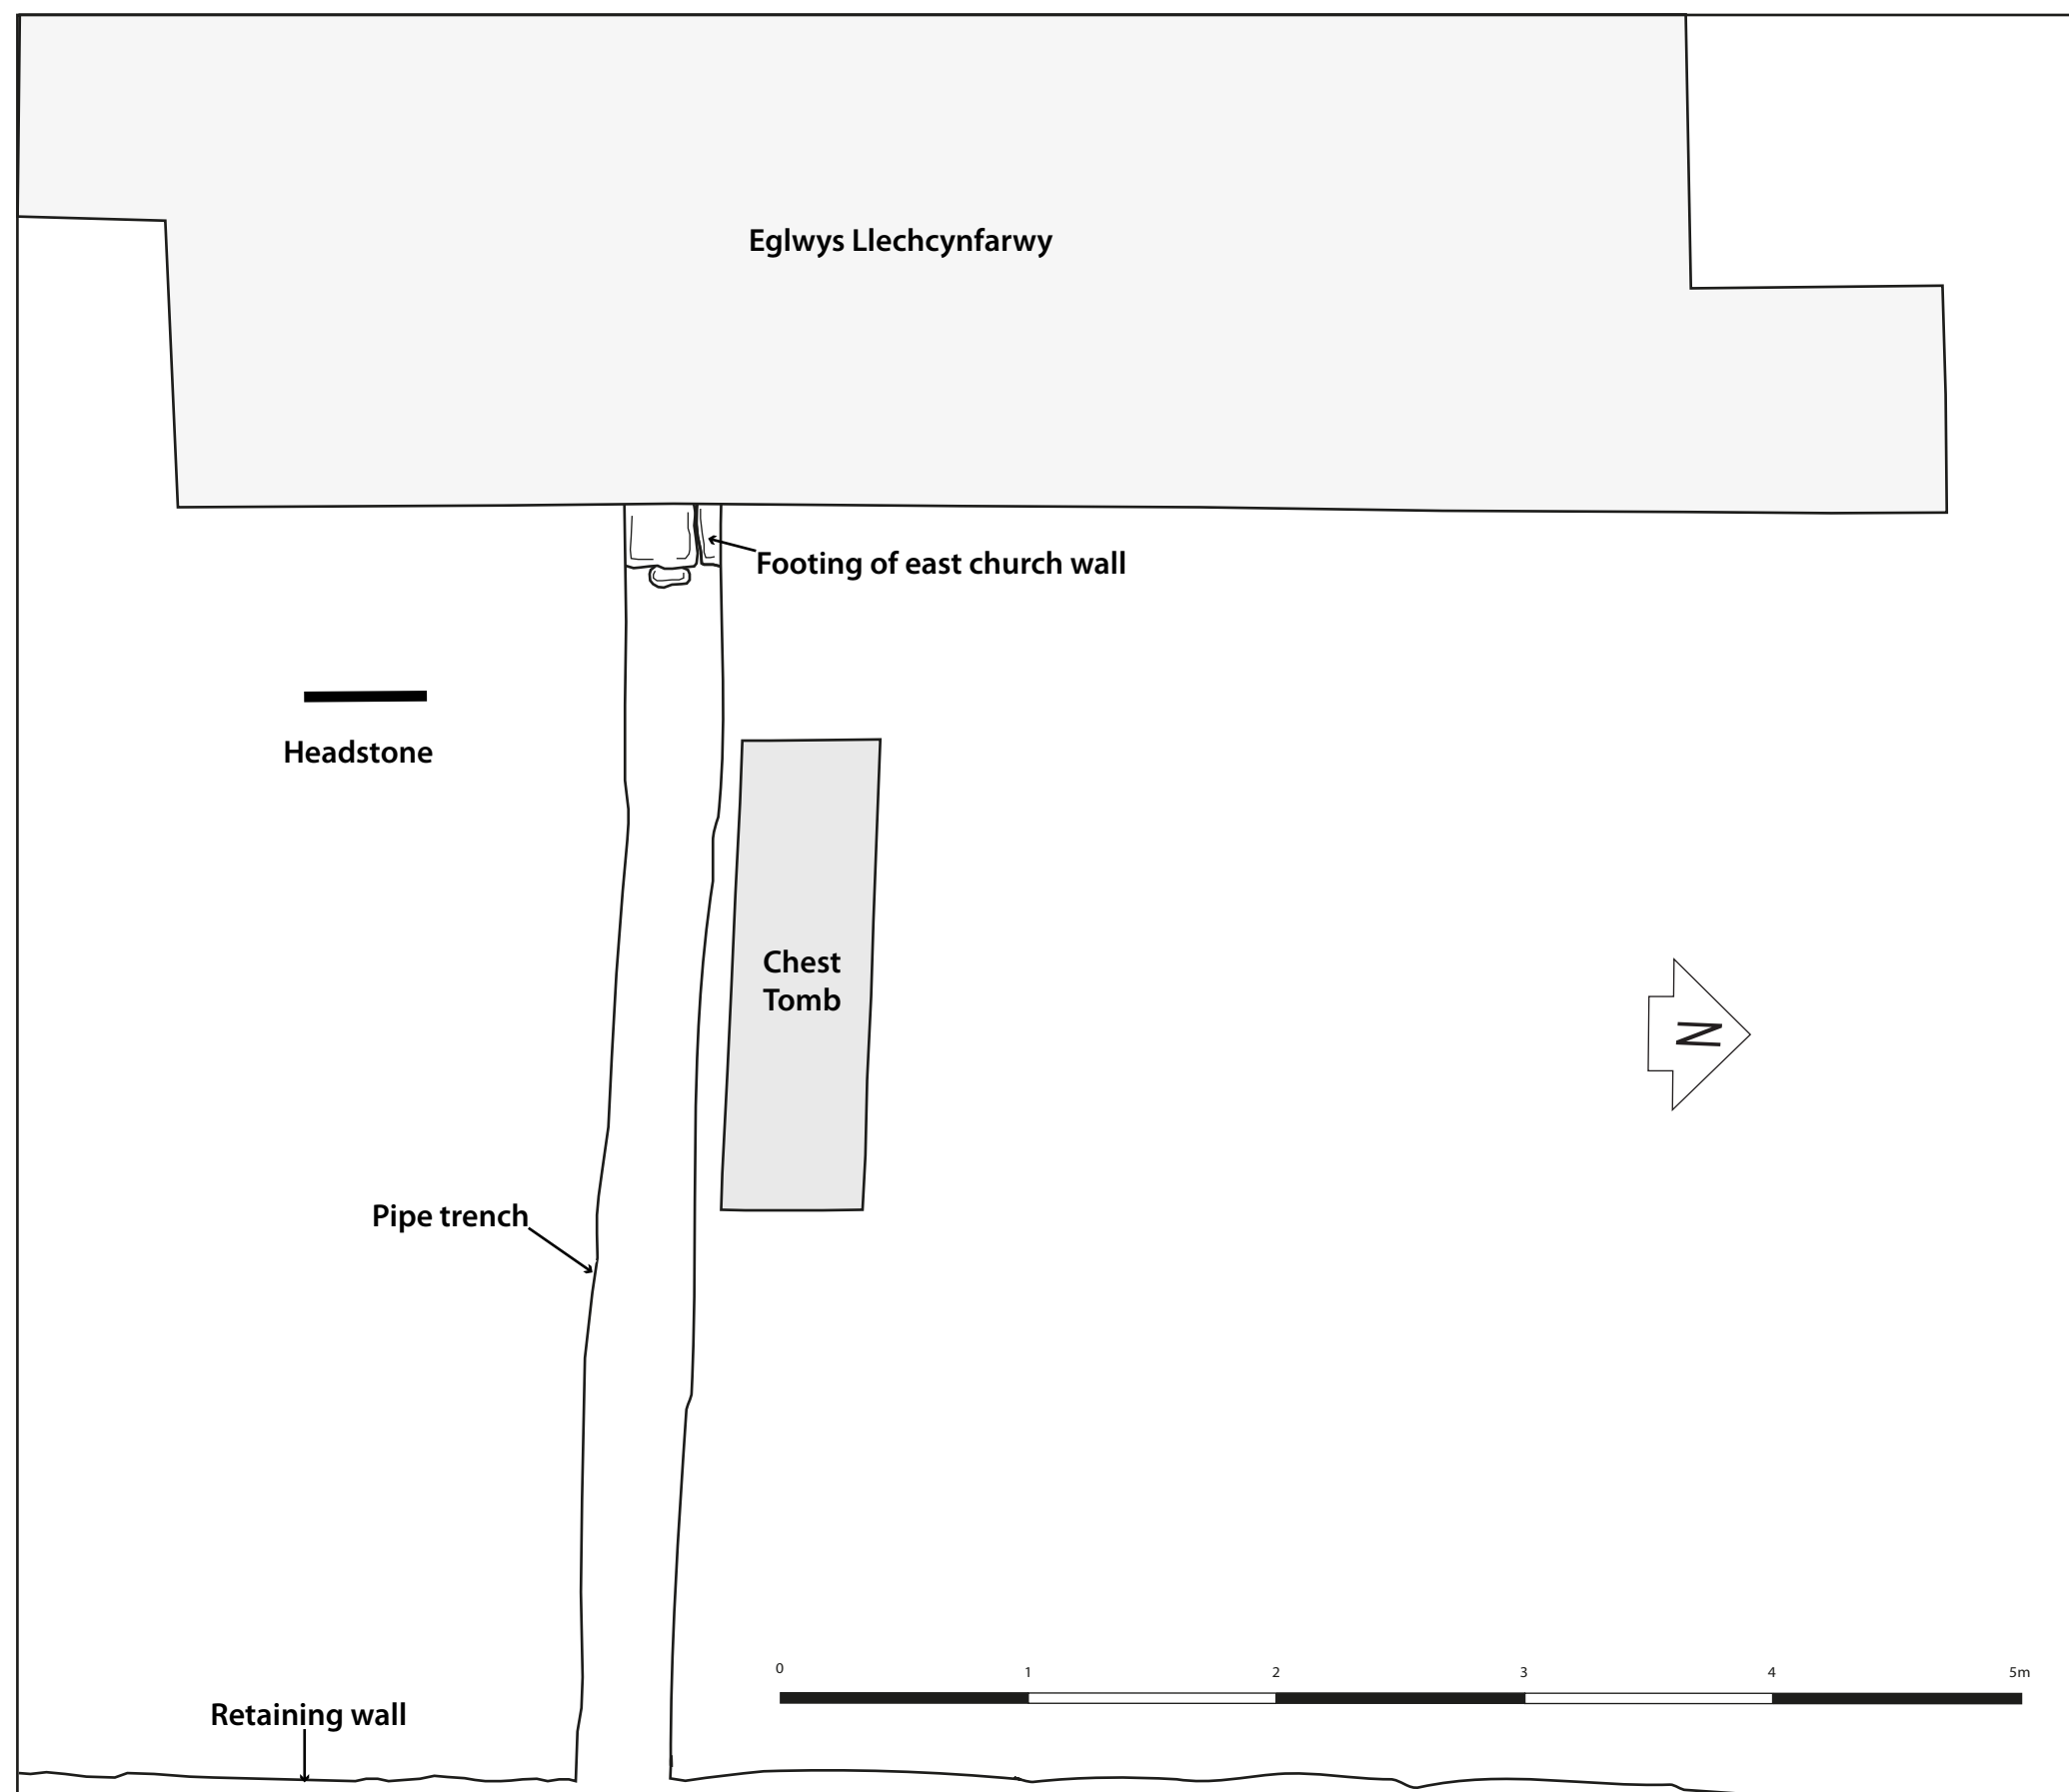 Eglwys Llechcynfarwy
Footing of east church wall
Headstone
Chest
Tomb
N
Pipe trench
0 1 2 3 4 5m
Retaining wall